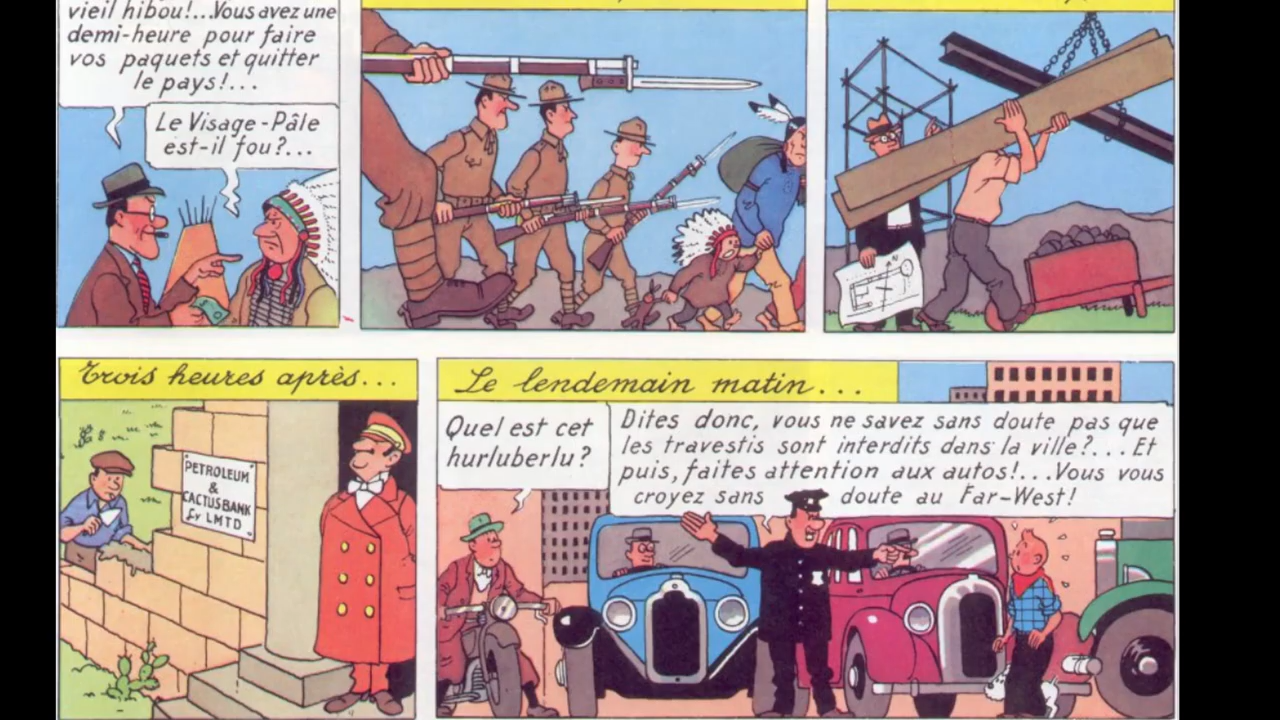 vieil hibou!...Vous avez une
demi-heure pour faire
vos paquets et quitter
le pays!...
Le Visage-Pâle
est-il fou?...
Trois heures après...
PETROLEUM
&
CACTUS BANK
LMTD
Le lendemain matin...
Quel est cet
hurluberlu?
Dites donc, vous ne savez sans doute pas que
les travestis sont interdits dans la ville?... Et
puis, faites attention aux autos!...Vous vous
croyez sans doute au Far-West!